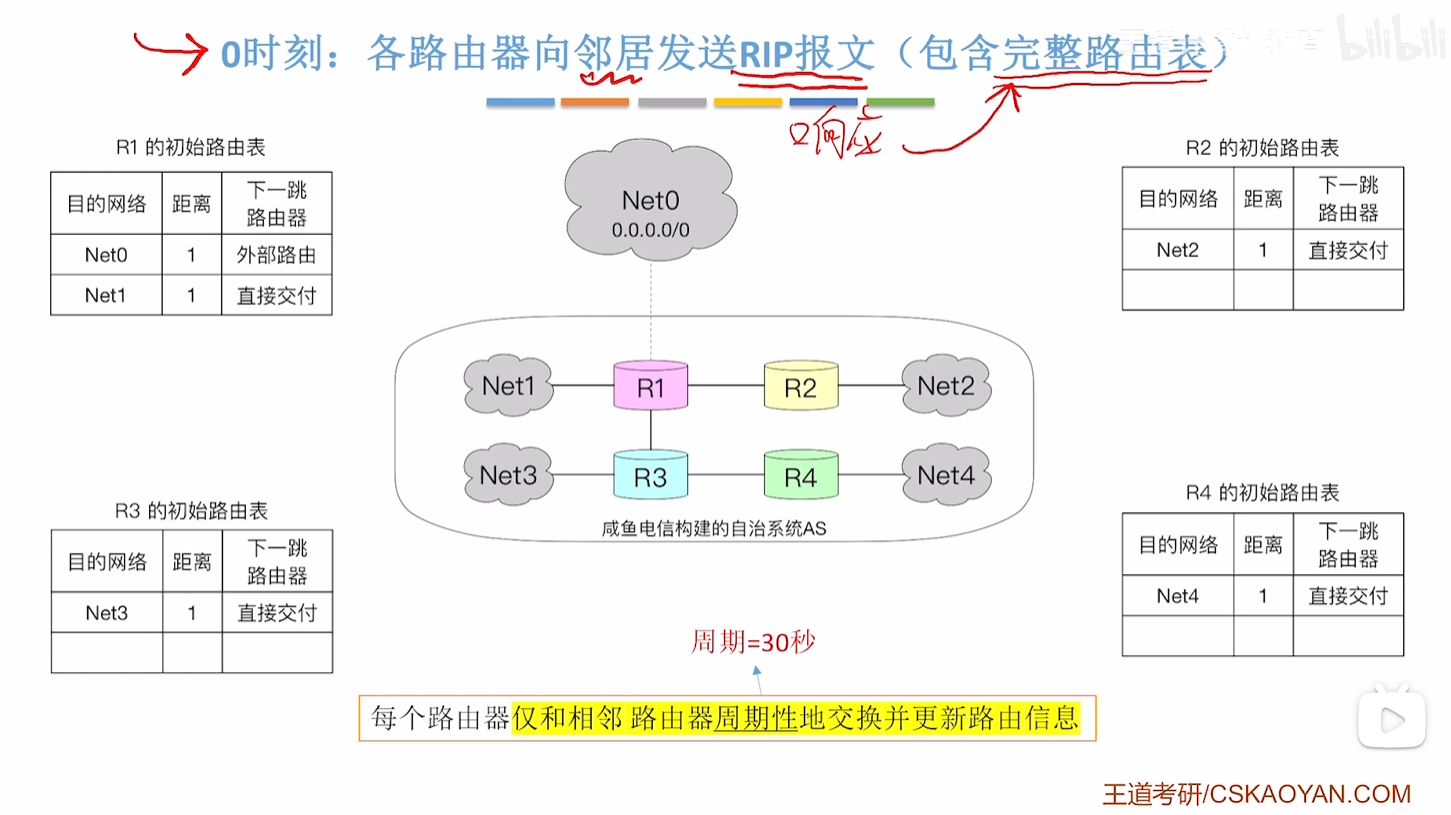 0时刻：各路由器向邻居发送RIP报文（包含完整路由表）
bilibili
响应
R1 的初始路由表
目的网络 距离 下一跳路由器
Net0 1 外部路由
Net1 1 直接交付
R2 的初始路由表
目的网络 距离 下一跳路由器
Net2 1 直接交付
Net0
0.0.0.0/0
Net1 R1 R2 Net2
Net3 R3 R4 Net4
咸鱼电信构建的自治系统AS
R3 的初始路由表
目的网络 距离 下一跳路由器
Net3 1 直接交付
R4 的初始路由表
目的网络 距离 下一跳路由器
Net4 1 直接交付
周期=30秒
每个路由器仅和相邻 路由器周期性地交换并更新路由信息
王道考研/CSKAOYAN.COM